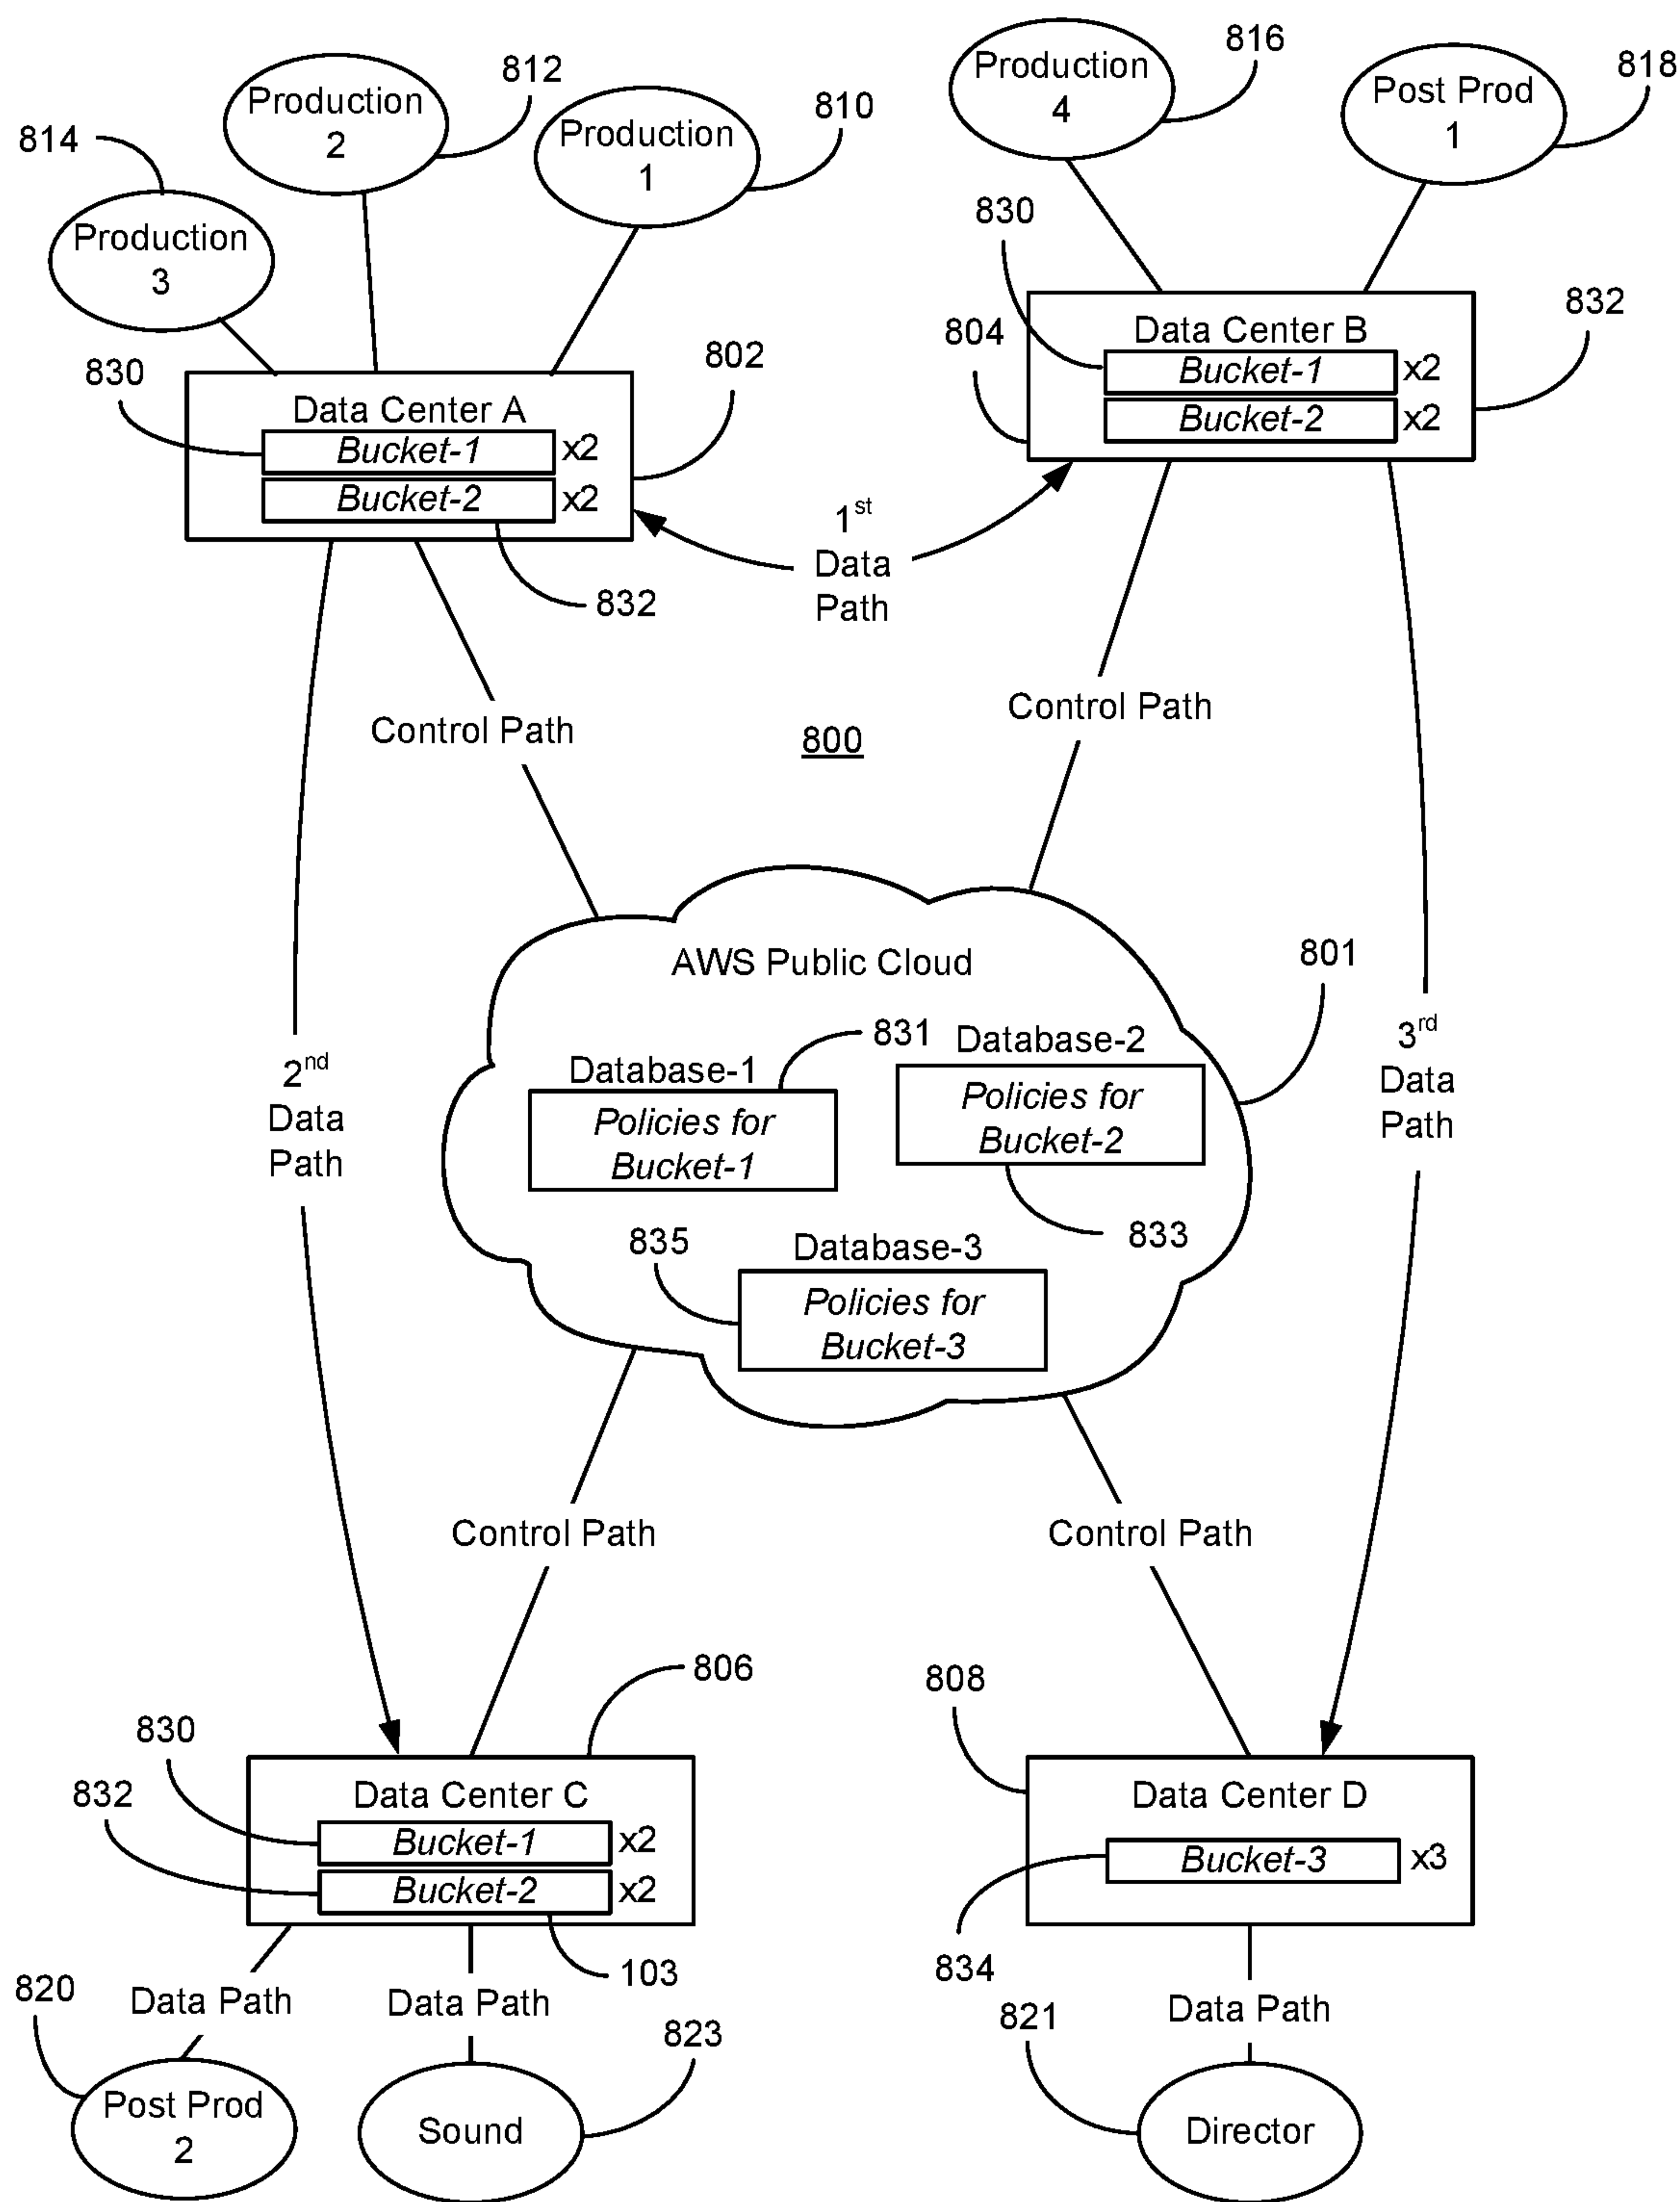 Production
4
816
Post Prod
1
818
Production
2
812
Production
1
810
814
Production
3
830
804
Data Center B
Bucket-1 x2
Bucket-2 x2
832
830
802
Data Center A
Bucket-1 x2
Bucket-2 x2
832
1st
Data
Path
Control Path
Control Path
800
AWS Public Cloud
801
2nd
Data
Path
3rd
Data
Path
831
Database-1
Policies for
Bucket-1
Database-2
Policies for
Bucket-2
833
835
Database-3
Policies for
Bucket-3
Control Path
Control Path
806
808
830
832
Data Center C
Bucket-1 x2
Bucket-2 x2
103
Data Center D
Bucket-3 x3
834
820
Data Path
Data Path
823
821
Data Path
Post Prod
2
Sound
Director